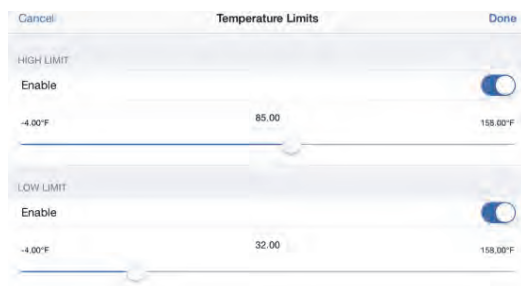 Cancel Temperature Limits Done
HIGH LIMIT
Enable
-4.00°F 85.00 158.00°F
LOW LIMIT
Enable
-4.00°F 32.00 158.00°F